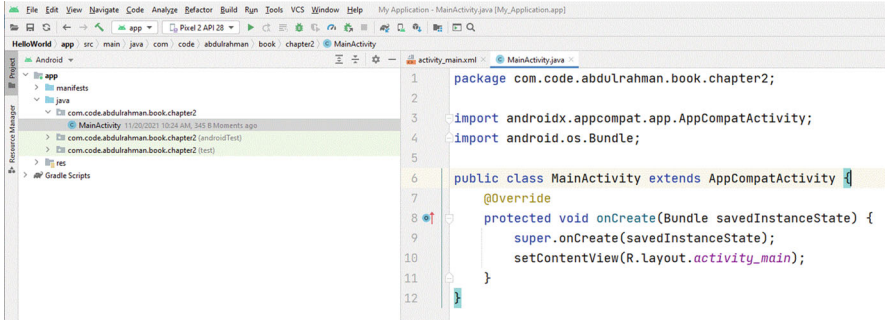 File Edit View Navigate Code Analyze Refactor Build Run Tools VCS Window Help My Application - MainActivity.java [My_Application.app]
app Pixel 2 API 28
HelloWorld app src main java com code abdulrahman book chapter2 MainActivity
Project
Resource Manager
Android
app
manifests
java
com.code.abdulrahman.book.chapter2
MainActivity 11/20/2021 10:24 AM, 345 B Moments ago
com.code.abdulrahman.book.chapter2 (androidTest)
com.code.abdulrahman.book.chapter2 (test)
res
Gradle Scripts
activity_main.xml MainActivity.java
1 package com.code.abdulrahman.book.chapter2;
2
3 import androidx.appcompat.app.AppCompatActivity;
4 import android.os.Bundle;
5
6 public class MainActivity extends AppCompatActivity {
7 @Override
8 protected void onCreate(Bundle savedInstanceState) {
9 super.onCreate(savedInstanceState);
10 setContentView(R.layout.activity_main);
11 }
12 }